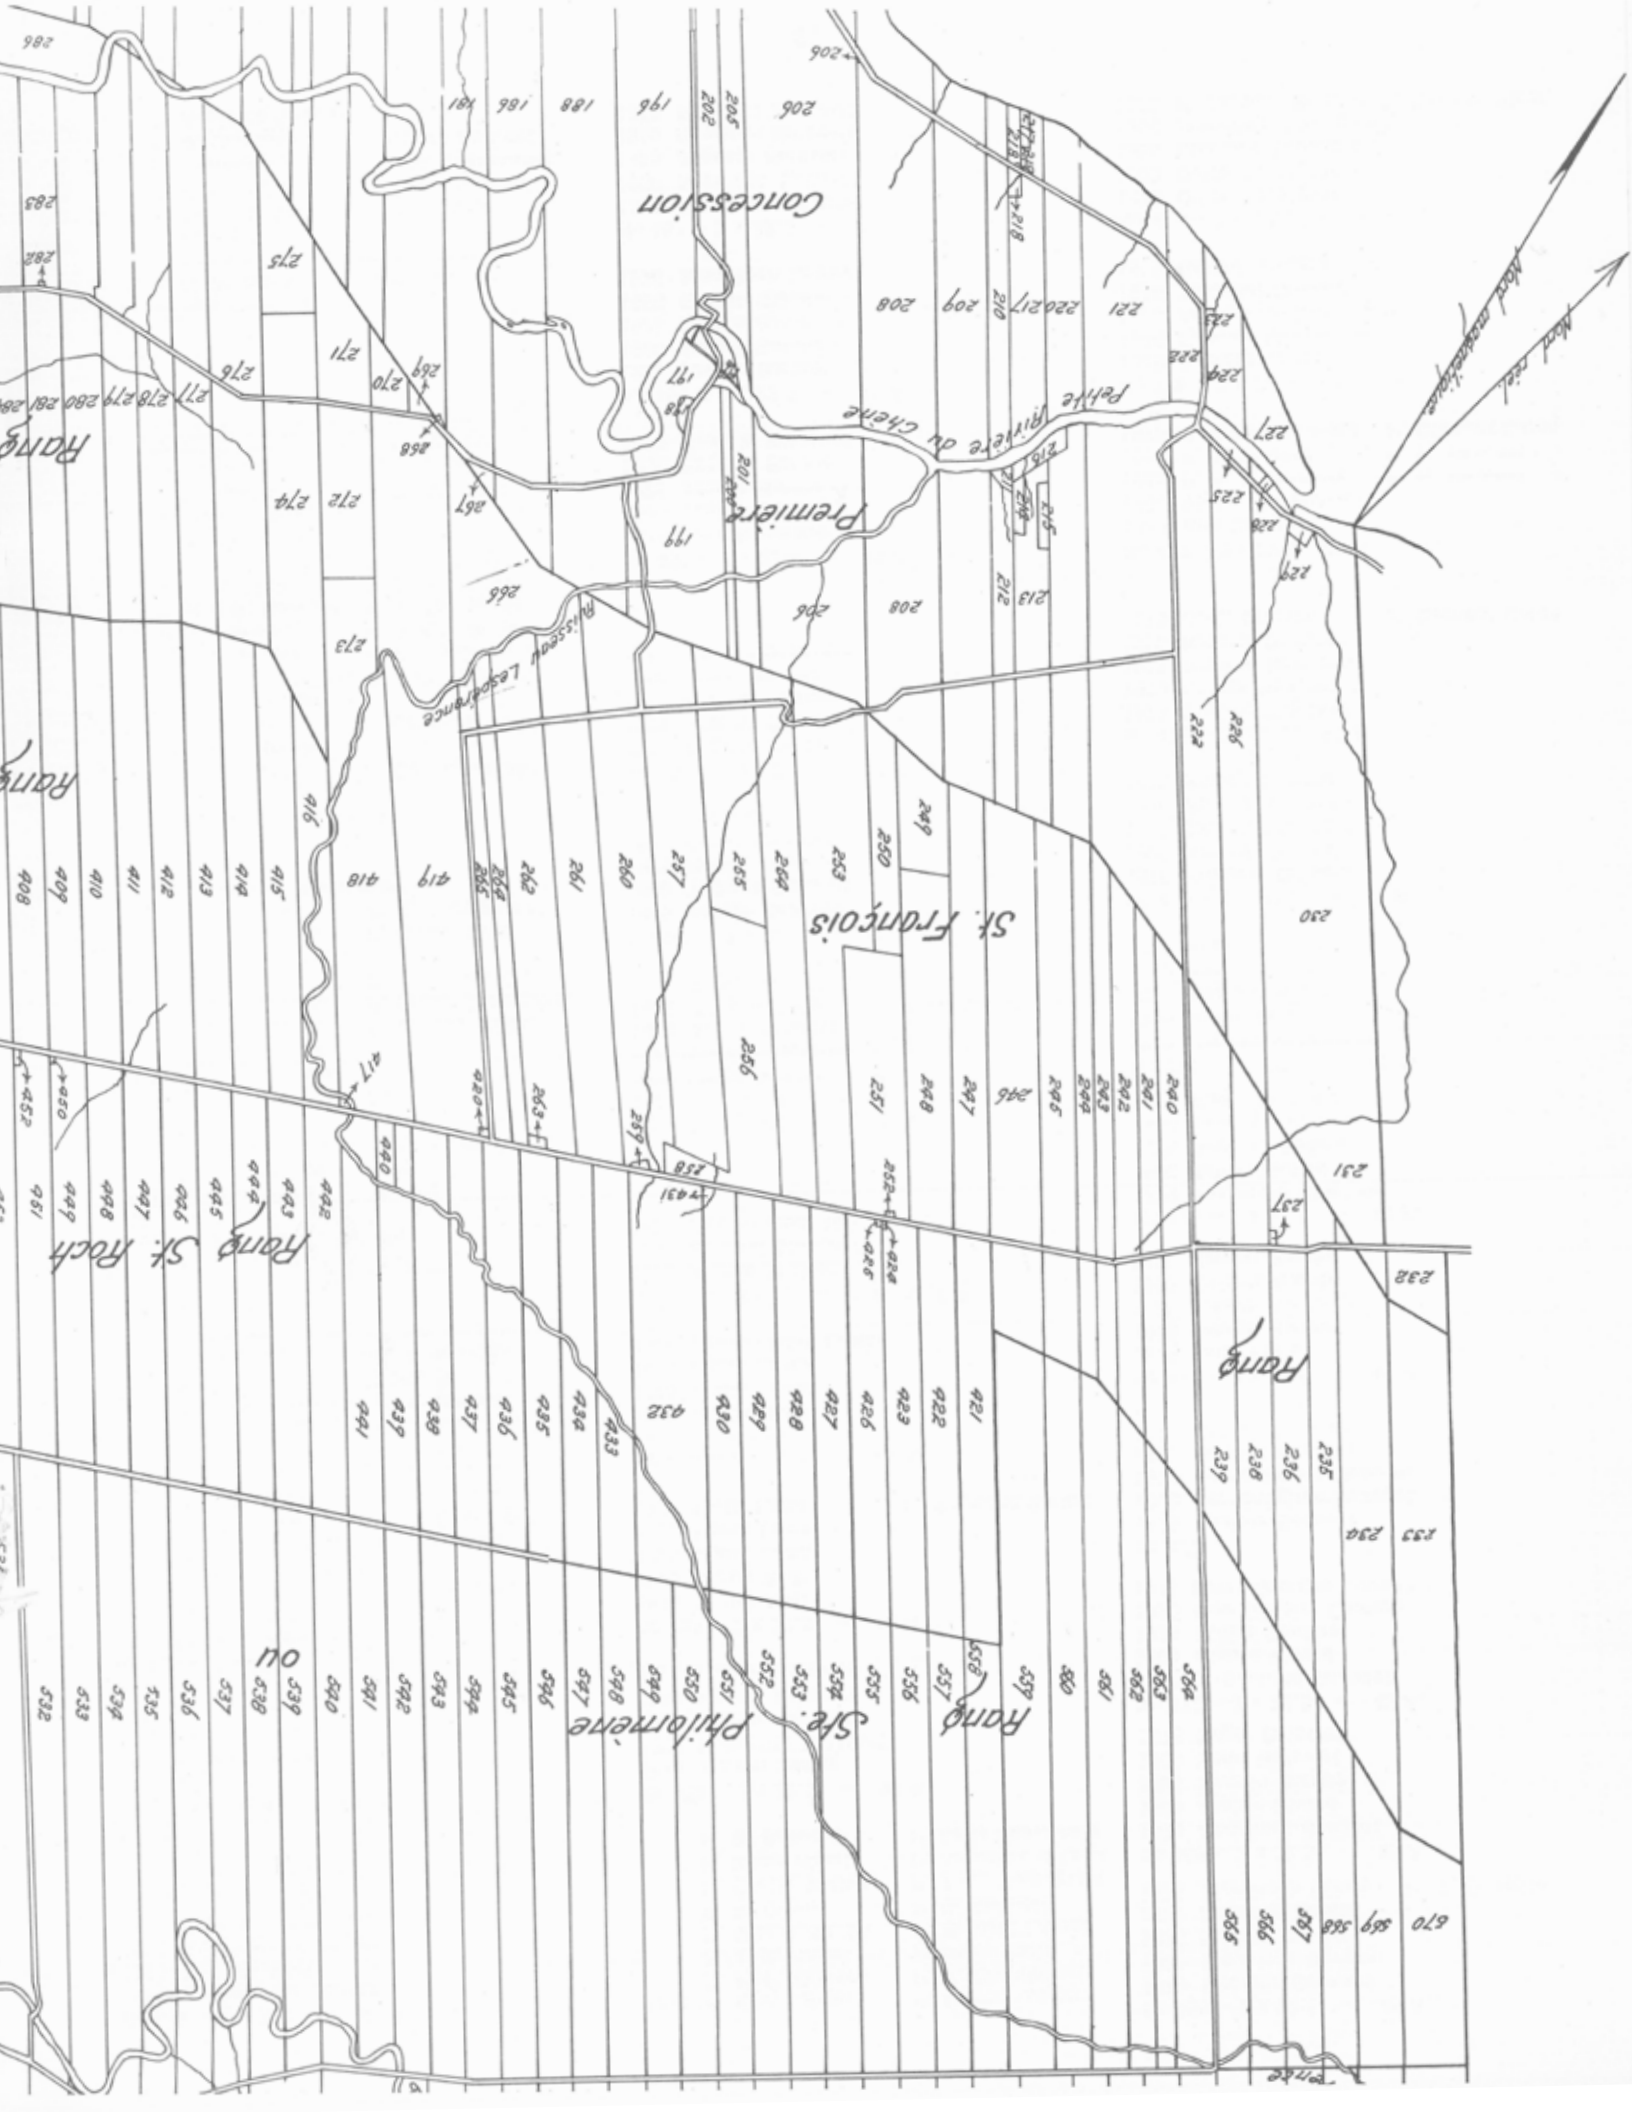 570 569 568 567 566 565
Rang Ste. Philomène
564 563 562 561 560 559 558 557 556 555 554 553 552 551 550 549 548 547 546 545 544 543 542 541 540 539 538 537 536 535 534 533 532
ou
233 234
235 236 238 239
421 422 423 426 427 428 429 430 432 433 434 435 436 437 438 439 441
Rang
232
424 425
Rang St. Roch
237
231
252
431
258
259
440
442 443 444 445 446 447 448 449 451
240 241 242 243 244 245 246 247 248 251
256
263
420
417
450
452
230
St. François
249 250 253 254 255 257 260 261 262 264 265 419 418
415 414 413 412 411 410 409 408
416
Rang
226 222
Ruisseau Lespérance
273
213 212 208 206
266
229
Première
226 225
215 214 211
216
199
201 200
267
272 274
268
Rang
227
Petite Rivière du Chêne
198
197
270 269
271
276 277 278 279 280 281
224 222
223
221 220 217 210 209 208
275
282
283
218
Concession
219
206 205 202 196 188 186 181
206
286
Nord réel
Nord magnétique